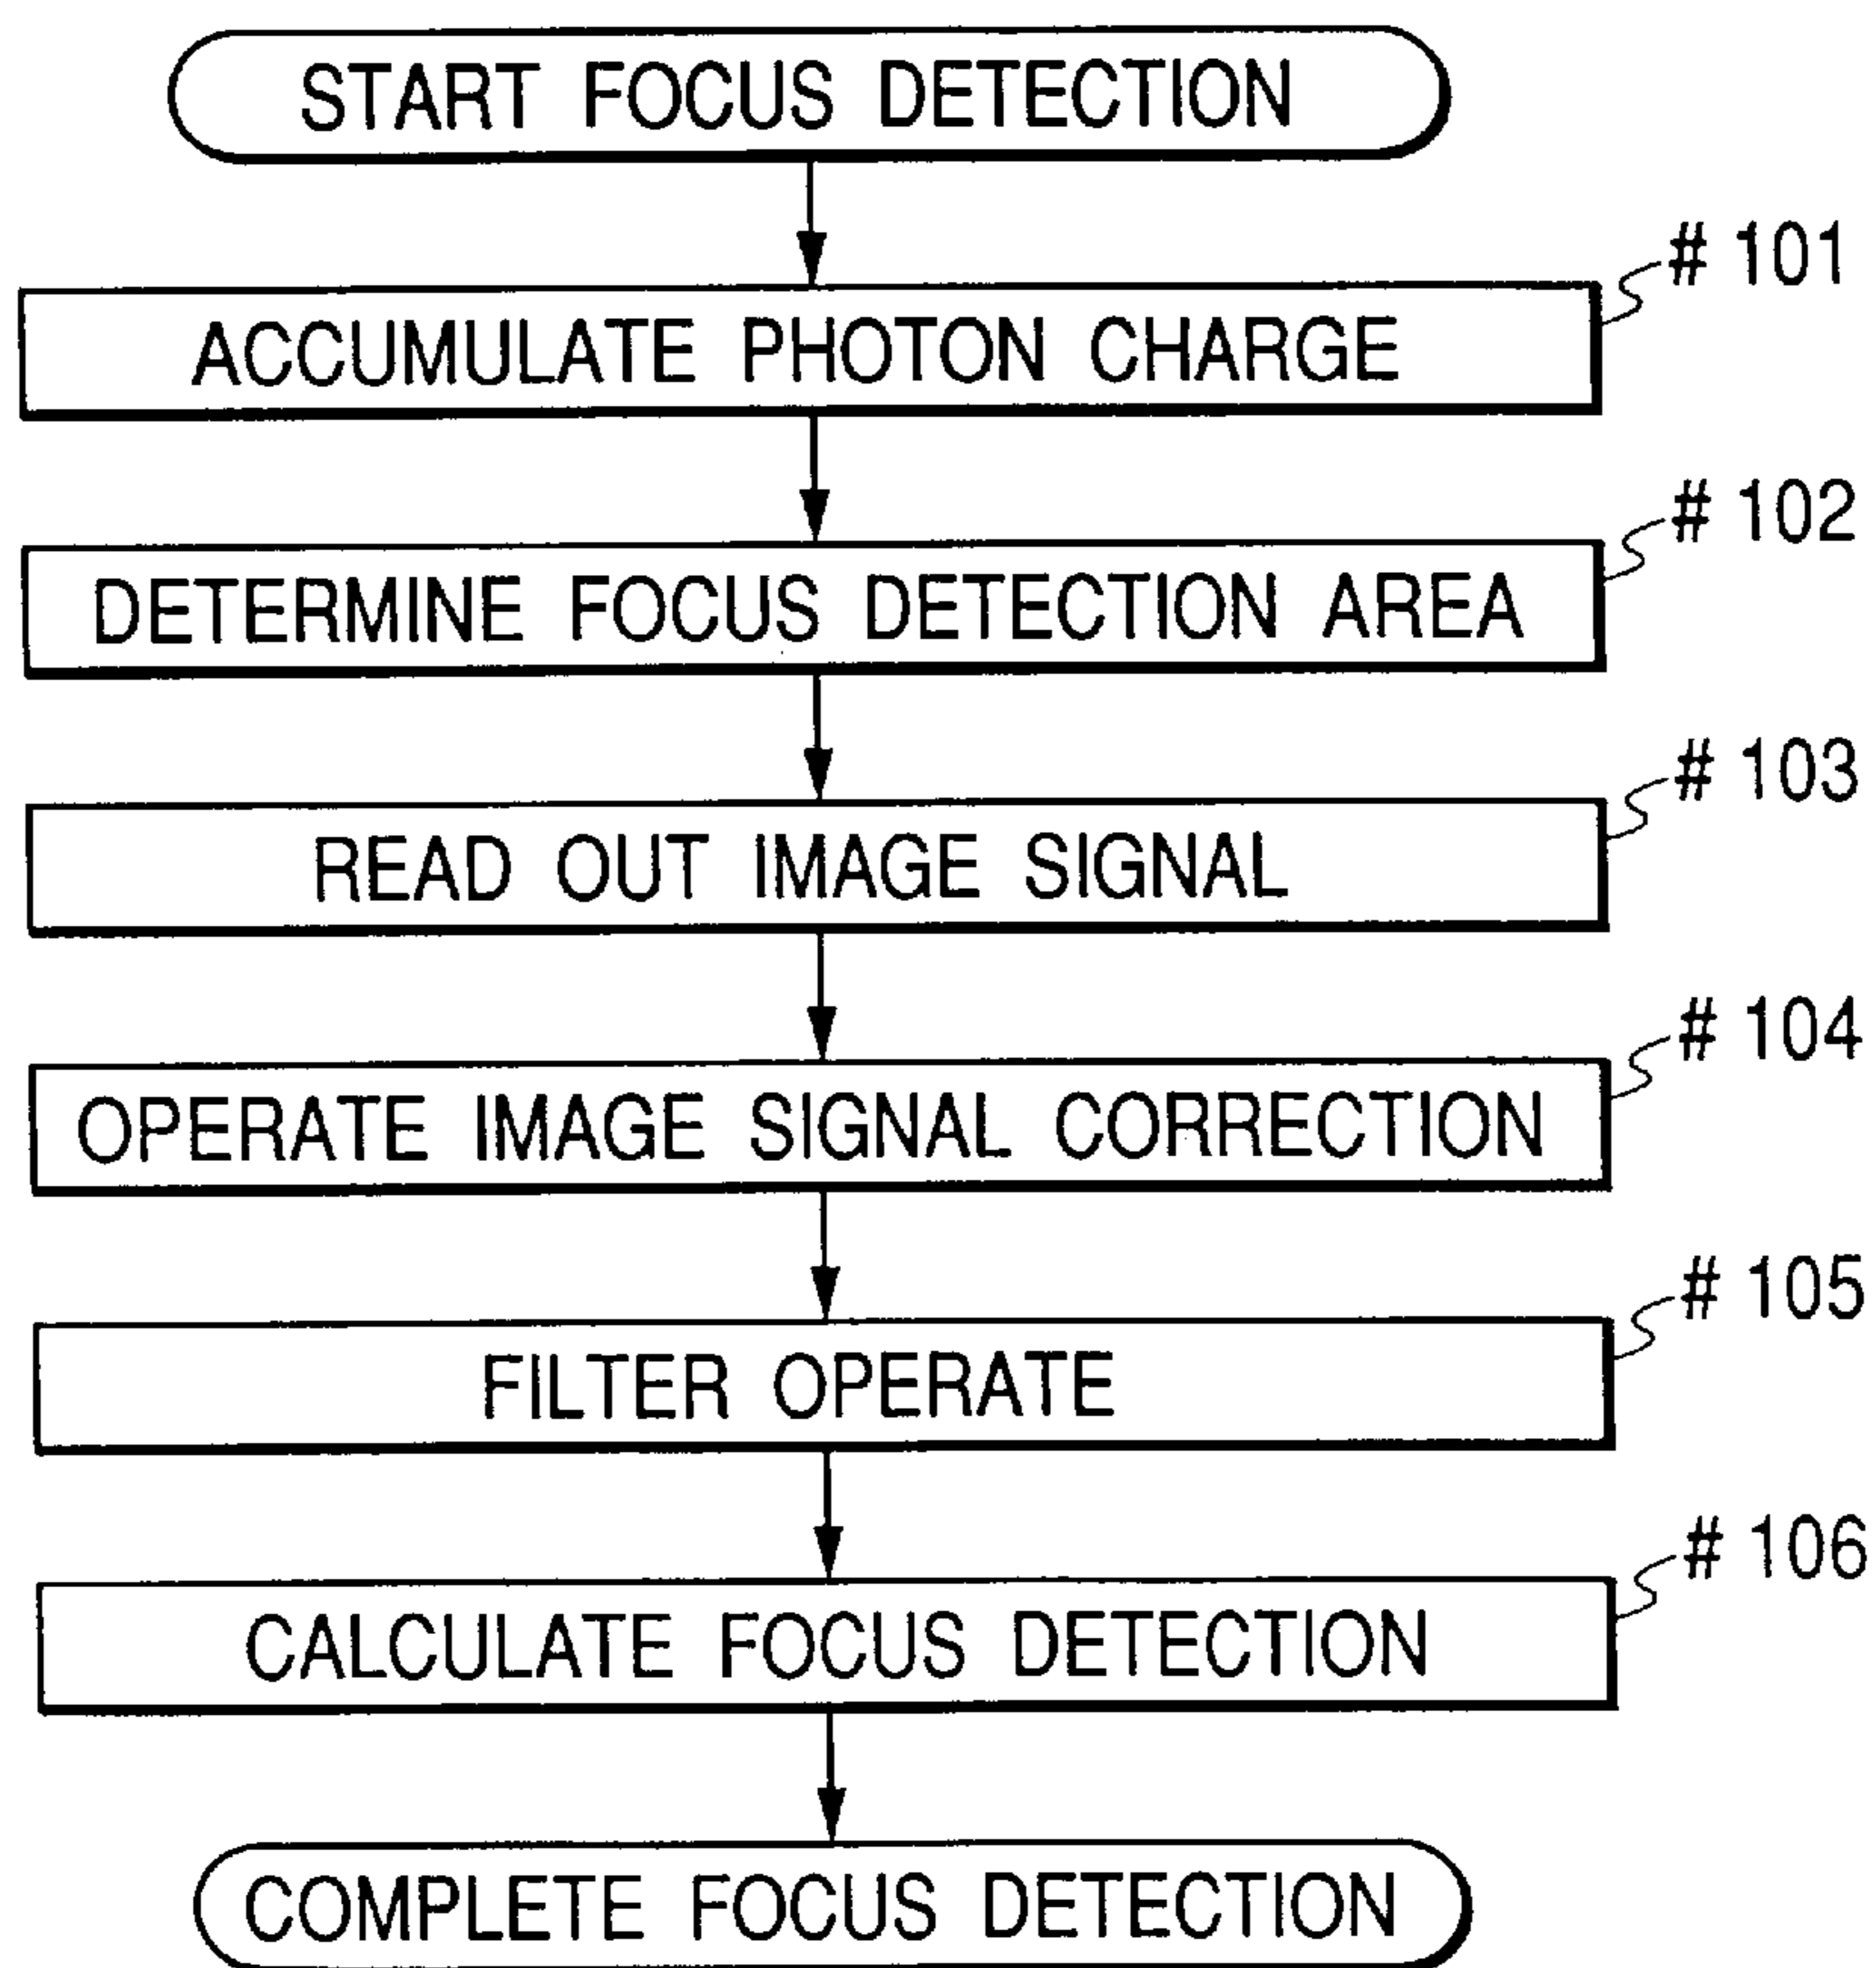 START FOCUS DETECTION
# 101
ACCUMULATE PHOTON CHARGE
# 102
DETERMINE FOCUS DETECTION AREA
# 103
READ OUT IMAGE SIGNAL
# 104
OPERATE IMAGE SIGNAL CORRECTION
# 105
FILTER OPERATE
# 106
CALCULATE FOCUS DETECTION
COMPLETE FOCUS DETECTION